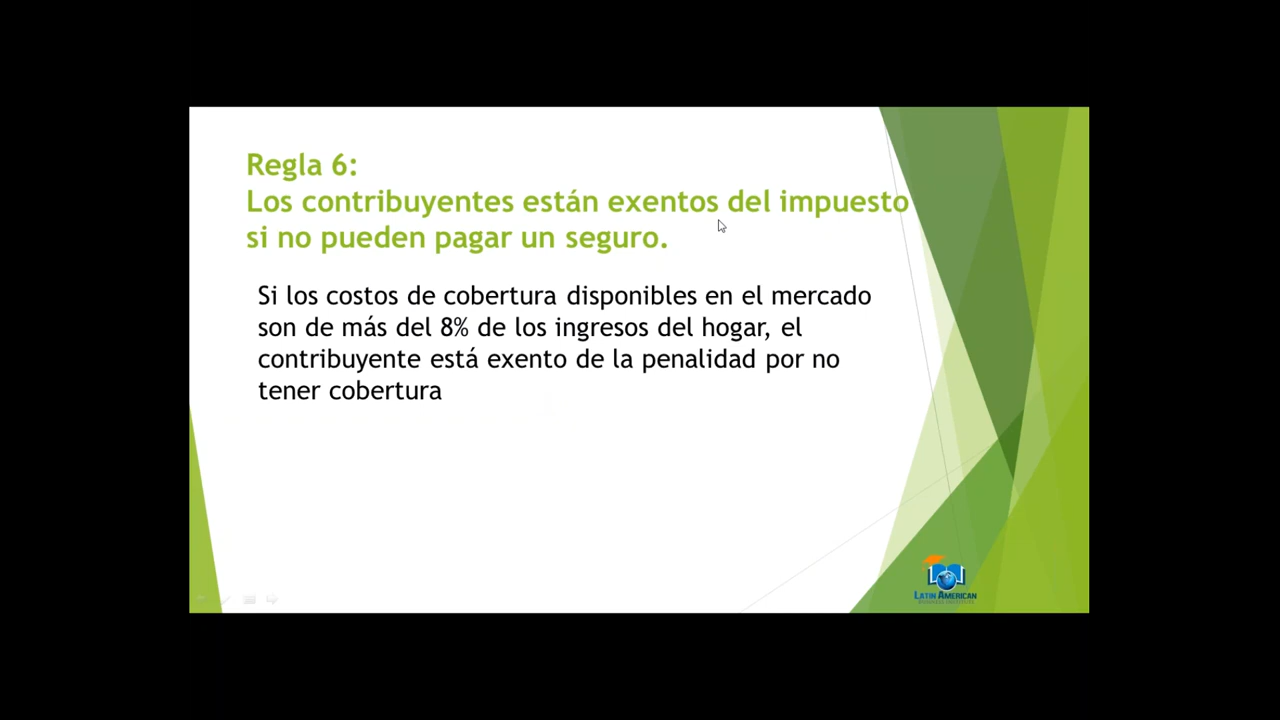 Regla 6:
Los contribuyentes están exentos del impuesto
si no pueden pagar un seguro.
Si los costos de cobertura disponibles en el mercado
son de más del 8% de los ingresos del hogar, el
contribuyente está exento de la penalidad por no
tener cobertura
LATIN AMERICAN